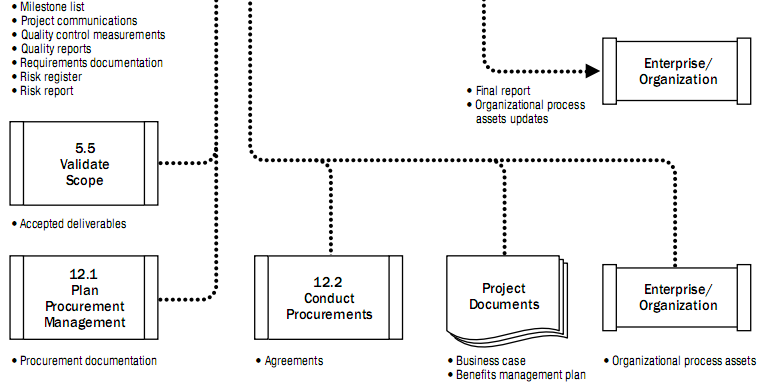 • Milestone list
• Project communications
• Quality control measurements
• Quality reports
• Requirements documentation
• Risk register
• Risk report
Enterprise/
Organization
• Final report
• Organizational process
assets updates
5.5
Validate
Scope
• Accepted deliverables
12.1
Plan
Procurement
Management
• Procurement documentation
12.2
Conduct
Procurements
• Agreements
Project
Documents
• Business case
• Benefits management plan
Enterprise/
Organization
• Organizational process assets